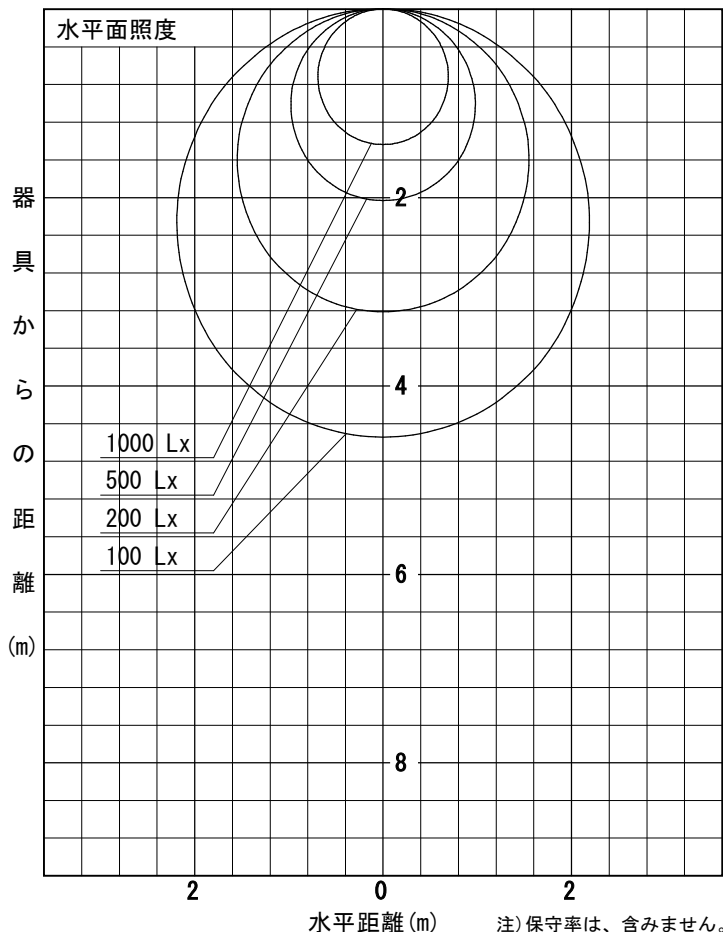 水平面照度
器具からの距離(m)
2
4
6
8
1000 Lx
500 Lx
200 Lx
100 Lx
2 0 2
水平距離(m)
注)保守率は、含みません。